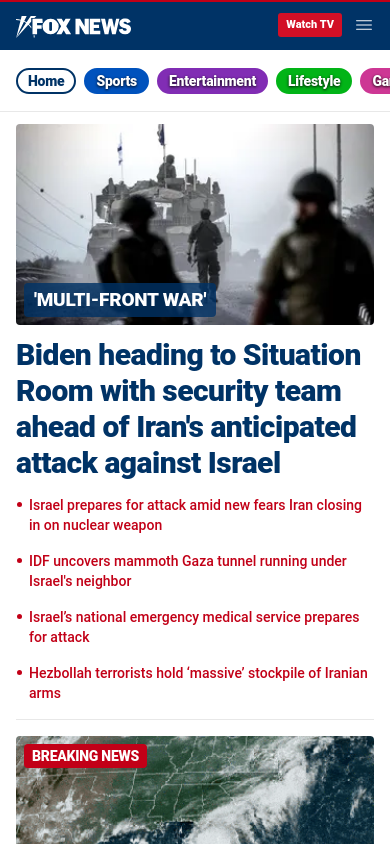 FOX NEWS
Watch TV
Home
Sports
Entertainment
Lifestyle
'MULTI-FRONT WAR'
Biden heading to Situation
Room with security team
ahead of Iran's anticipated
attack against Israel
• Israel prepares for attack amid new fears Iran closing
in on nuclear weapon
• IDF uncovers mammoth Gaza tunnel running under
Israel's neighbor
• Israel’s national emergency medical service prepares
for attack
• Hezbollah terrorists hold ‘massive’ stockpile of Iranian
arms
BREAKING NEWS